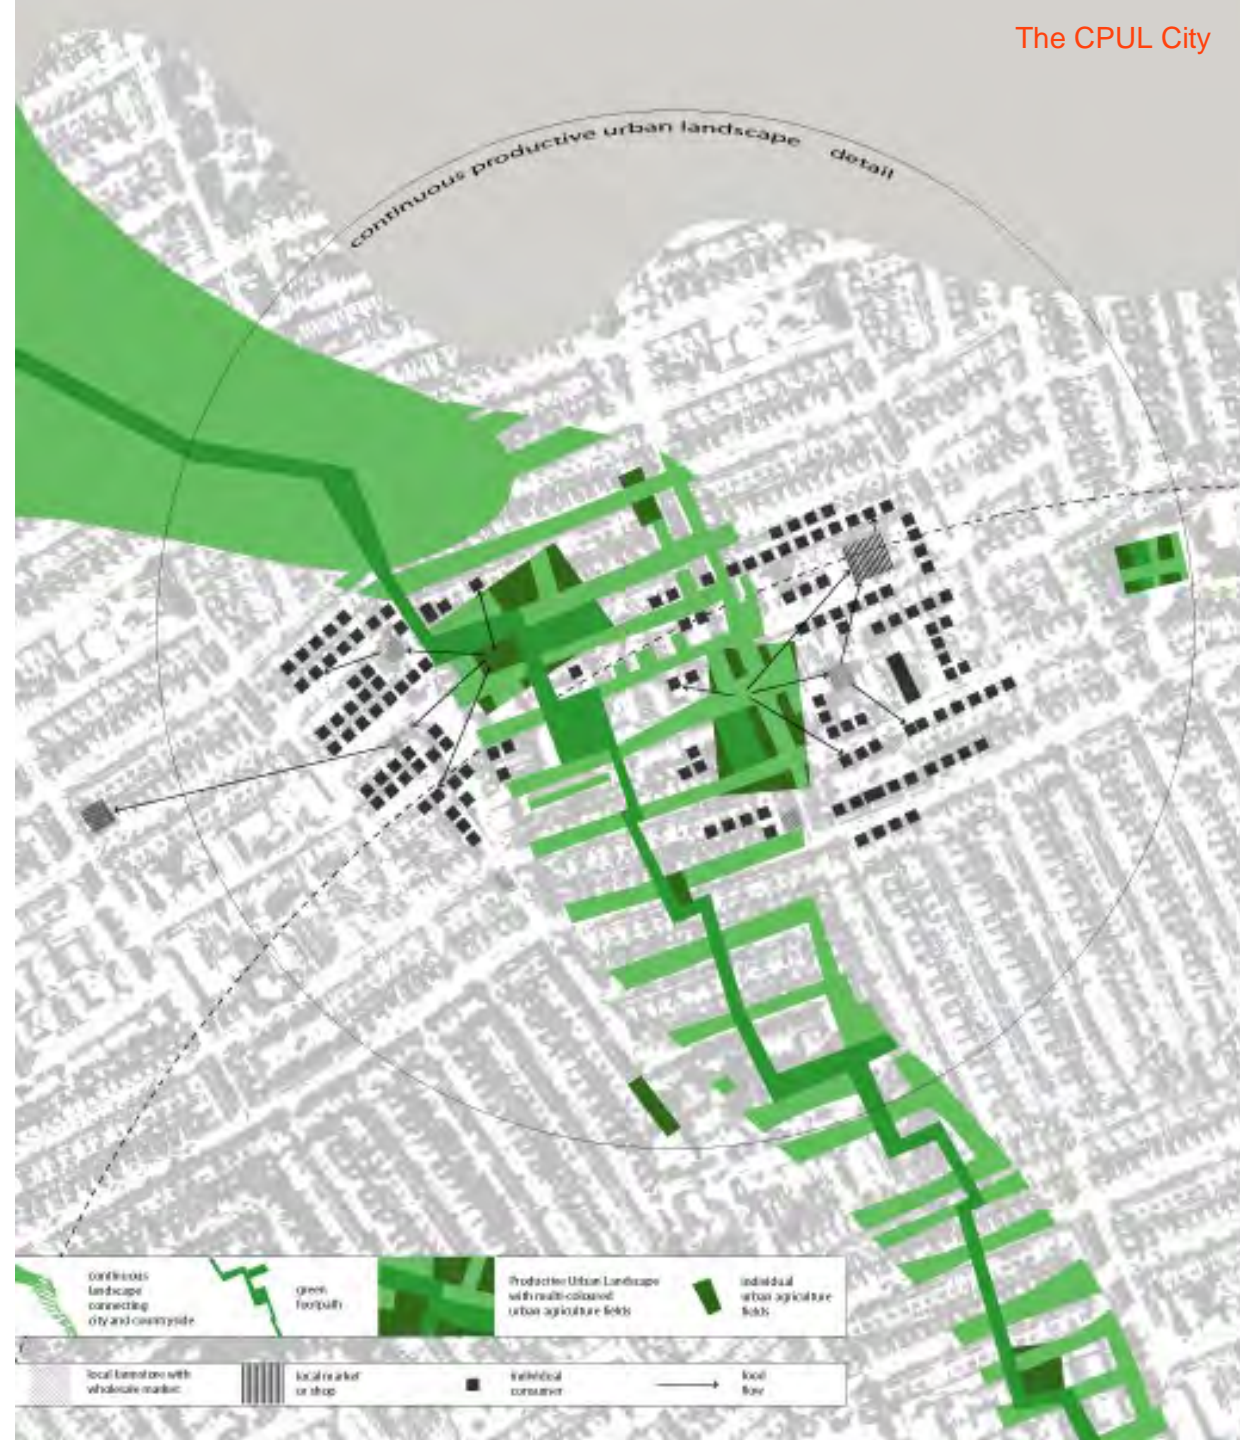 The CPUL City
continuous productive urban landscape detail
continuous
landscape
connecting
city and countryside
green
footpath
Productive Urban Landscape
with multi-coloured
urban agriculture fields
individual
urban agriculture
fields
local farmstore with
wholesale market
local market
or shop
individual
consumer
food
flow